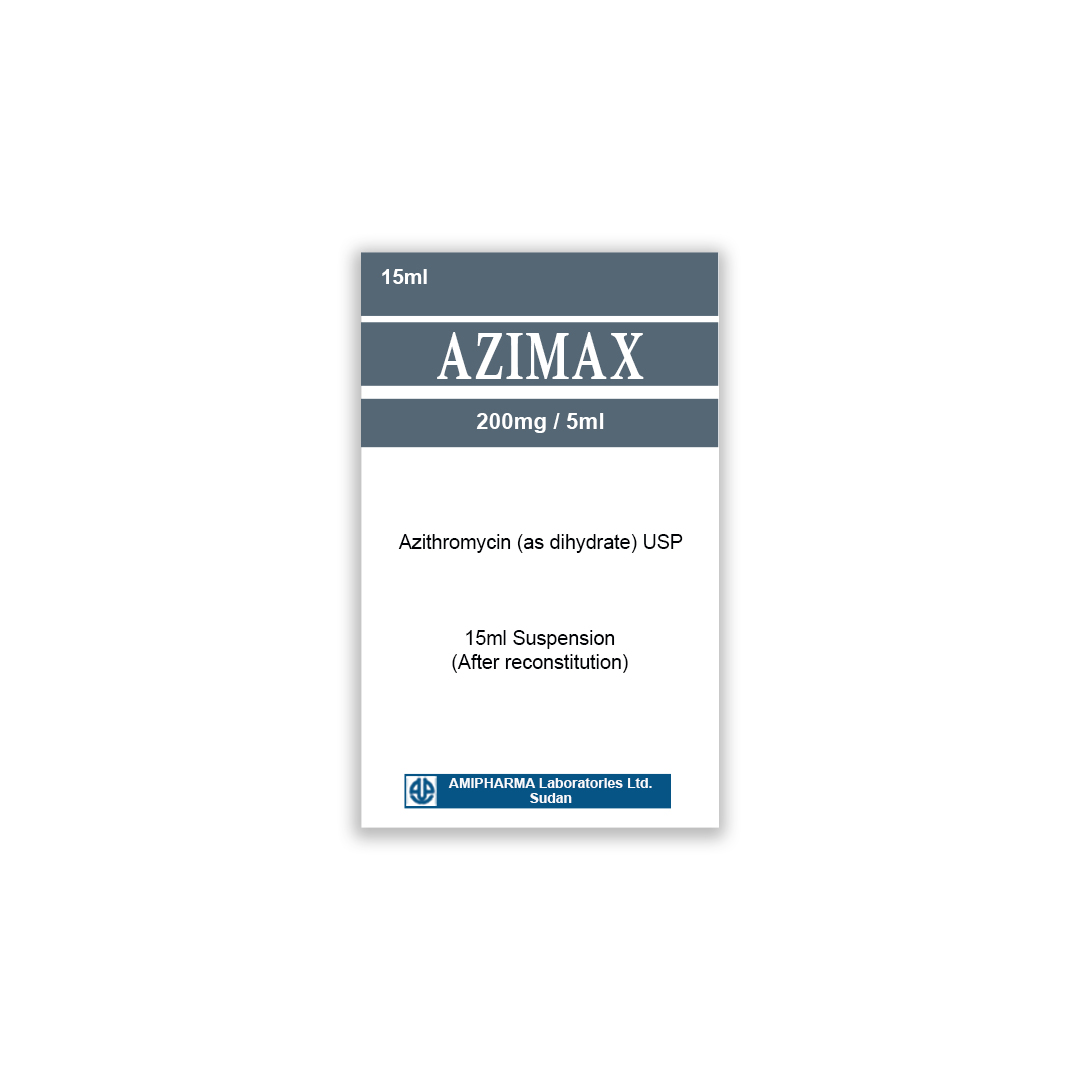 15ml
AZIMAX
200mg / 5ml
Azithromycin (as dihydrate) USP
15ml Suspension
(After reconstitution)
AMIPHARMA Laboratories Ltd.
Sudan